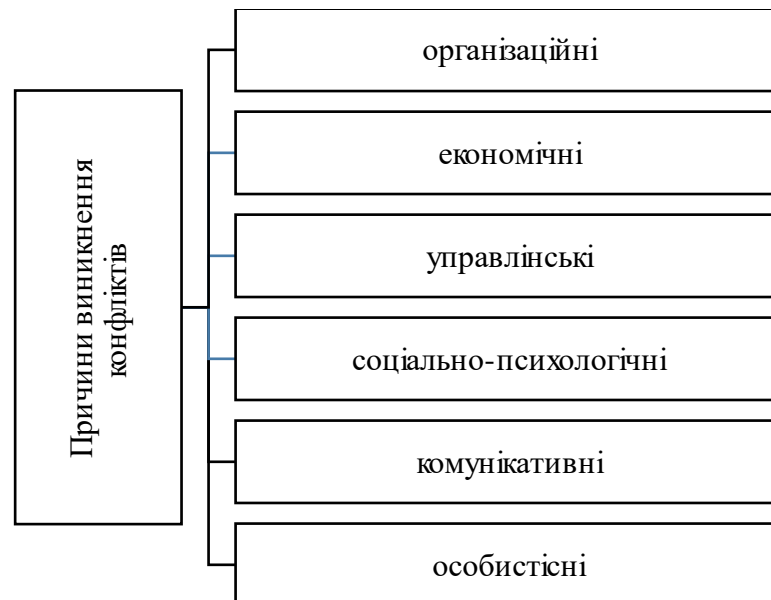 Причини виникнення
конфліктів
організаційні
економічні
управлінські
соціально-психологічні
комунікативні
особистісні